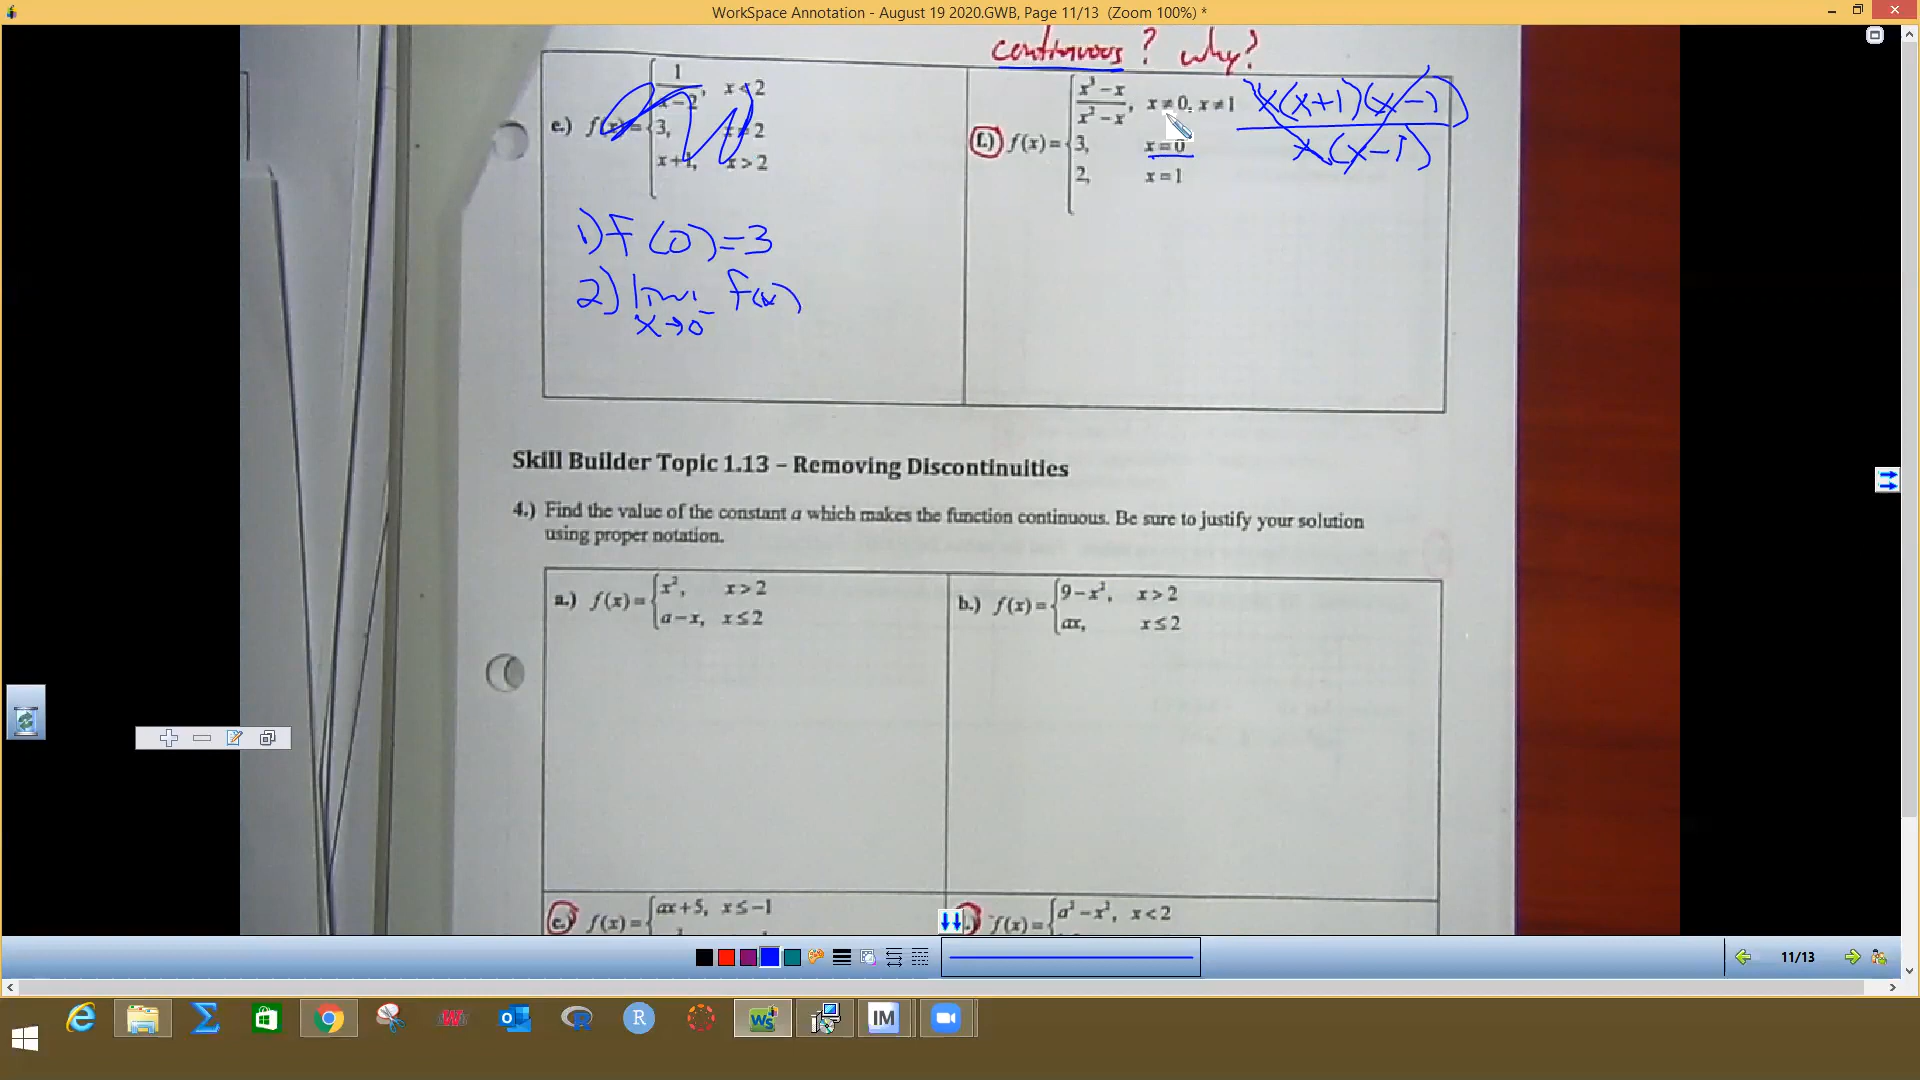 WorkSpace Annotation - August 19 2020.GWB, Page 11/13 (Zoom 100%) *
continuous ? why?
e.) f(x) = { 1/x-2, x < 2
3, x = 2
x+1, x > 2
f.) f(x) = { x³-x/x²-x, x ≠ 0, x ≠ 1
3, x = 0
2, x = 1
x(x+1)(x-1)
x(x-1)
1) f(0) = 3
2) lim f(x)
x→0⁻
Skill Builder Topic 1.13 – Removing Discontinuities
4.) Find the value of the constant a which makes the function continuous. Be sure to justify your solution
using proper notation.
a.) f(x) = { x², x > 2
a-x, x ≤ 2
b.) f(x) = { 9-x², x > 2
ax, x ≤ 2
c.) f(x) = { ax+5, x ≤ -1
f(x) = { a²-x², x < 2
11/13
WS
IM